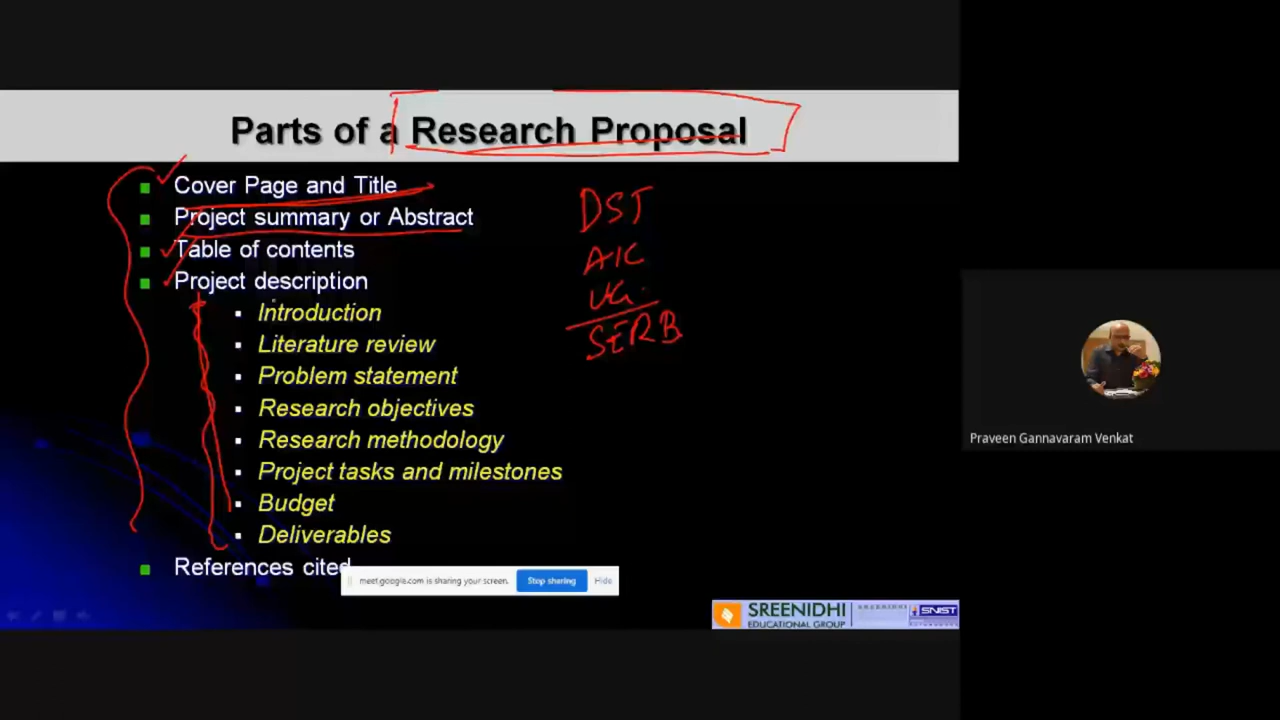 Parts of a Research Proposal
Cover Page and Title
Project summary or Abstract
Table of contents
Project description
Introduction
Literature review
Problem statement
Research objectives
Research methodology
Project tasks and milestones
Budget
Deliverables
References cited
DST
SERB
meet.google.com is sharing your screen. Stop sharing Hide
SREENIDHI
EDUCATIONAL GROUP
SNIST
Praveen Gannavaram Venkat